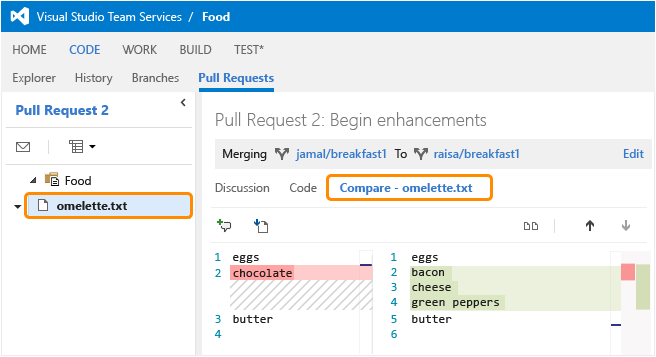 Visual Studio Team Services / Food
HOME CODE WORK BUILD TEST*
Explorer History Branches Pull Requests
Pull Request 2
Food
omelette.txt
Pull Request 2: Begin enhancements
Merging jamal/breakfast1 To raisa/breakfast1 Edit
Discussion Code Compare - omelette.txt
1 eggs
2 chocolate
3 butter
4
1 eggs
2 bacon
3 cheese
4 green peppers
5 butter
6